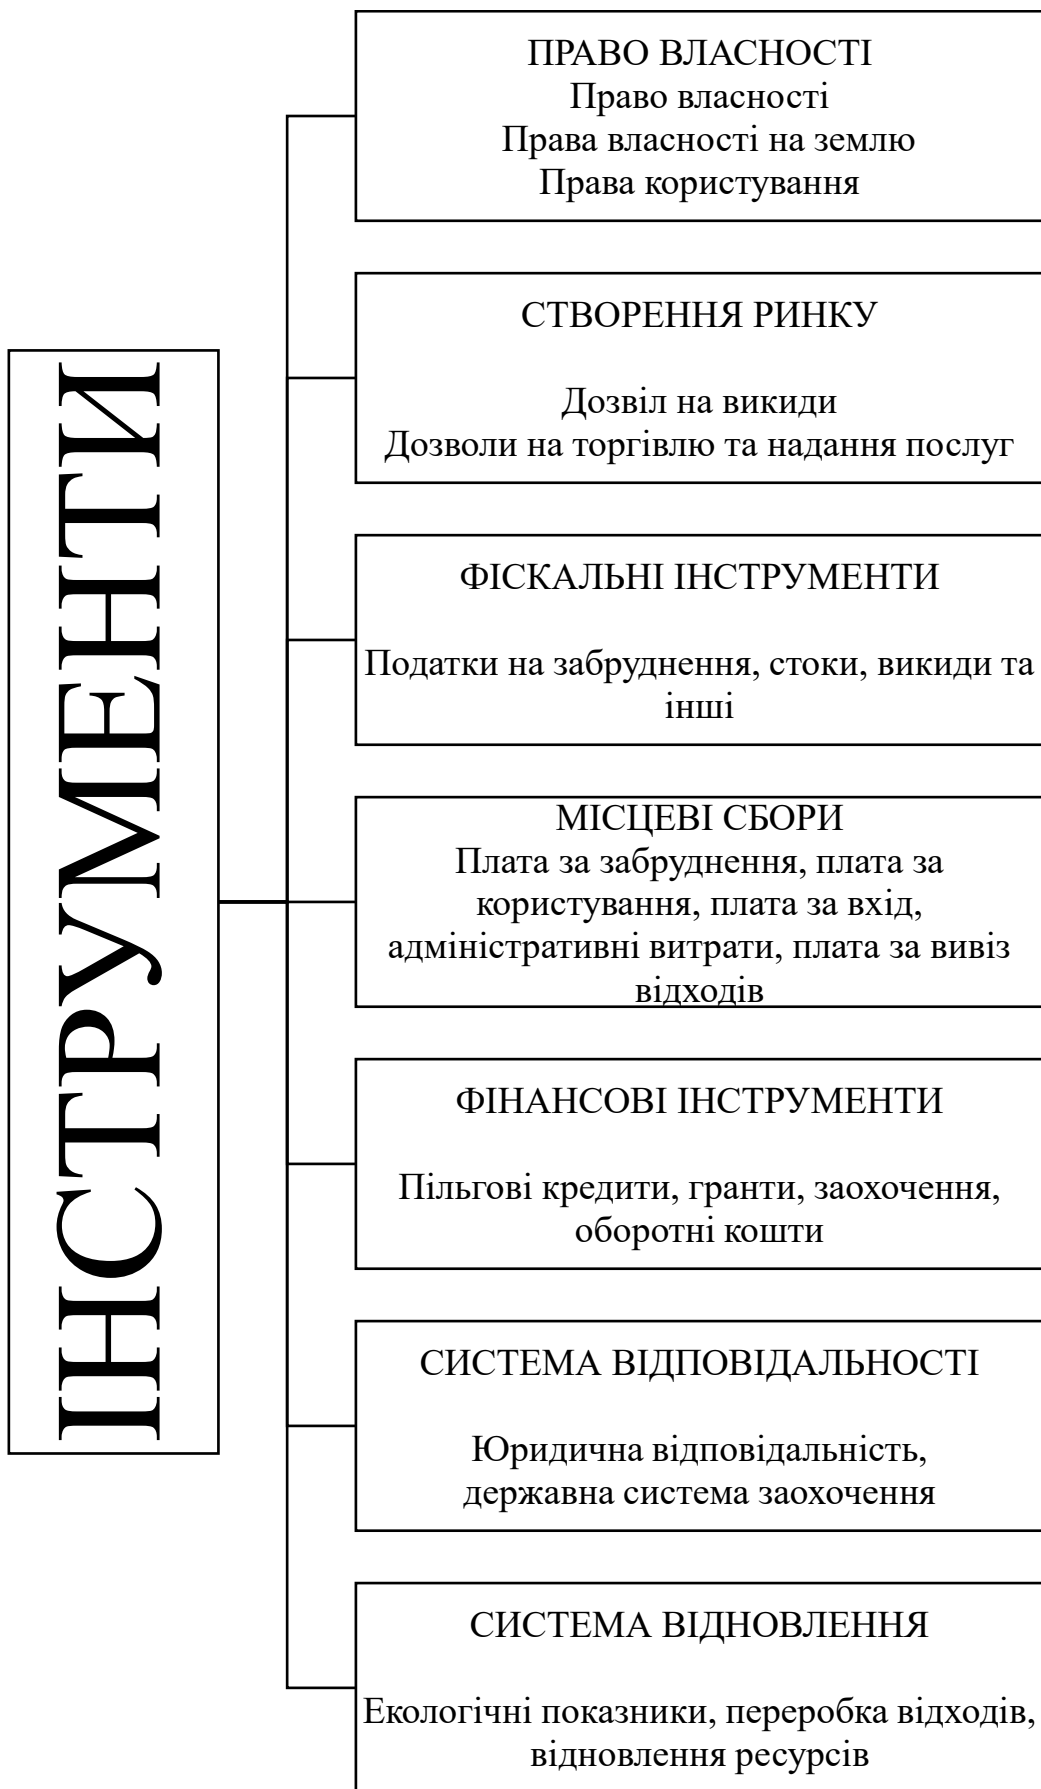 ІНСТРУМЕНТИ
ПРАВО ВЛАСНОСТІ
Право власності
Права власності на землю
Права користування
СТВОРЕННЯ РИНКУ
Дозвіл на викиди
Дозволи на торгівлю та надання послуг
ФІСКАЛЬНІ ІНСТРУМЕНТИ
Податки на забруднення, стоки, викиди та
інші
МІСЦЕВІ СБОРИ
Плата за забруднення, плата за
користування, плата за вхід,
адміністративні витрати, плата за вивіз
відходів
ФІНАНСОВІ ІНСТРУМЕНТИ
Пільгові кредити, гранти, заохочення,
оборотні кошти
СИСТЕМА ВІДПОВІДАЛЬНОСТІ
Юридична відповідальність,
державна система заохочення
СИСТЕМА ВІДНОВЛЕННЯ
Екологічні показники, переробка відходів,
відновлення ресурсів